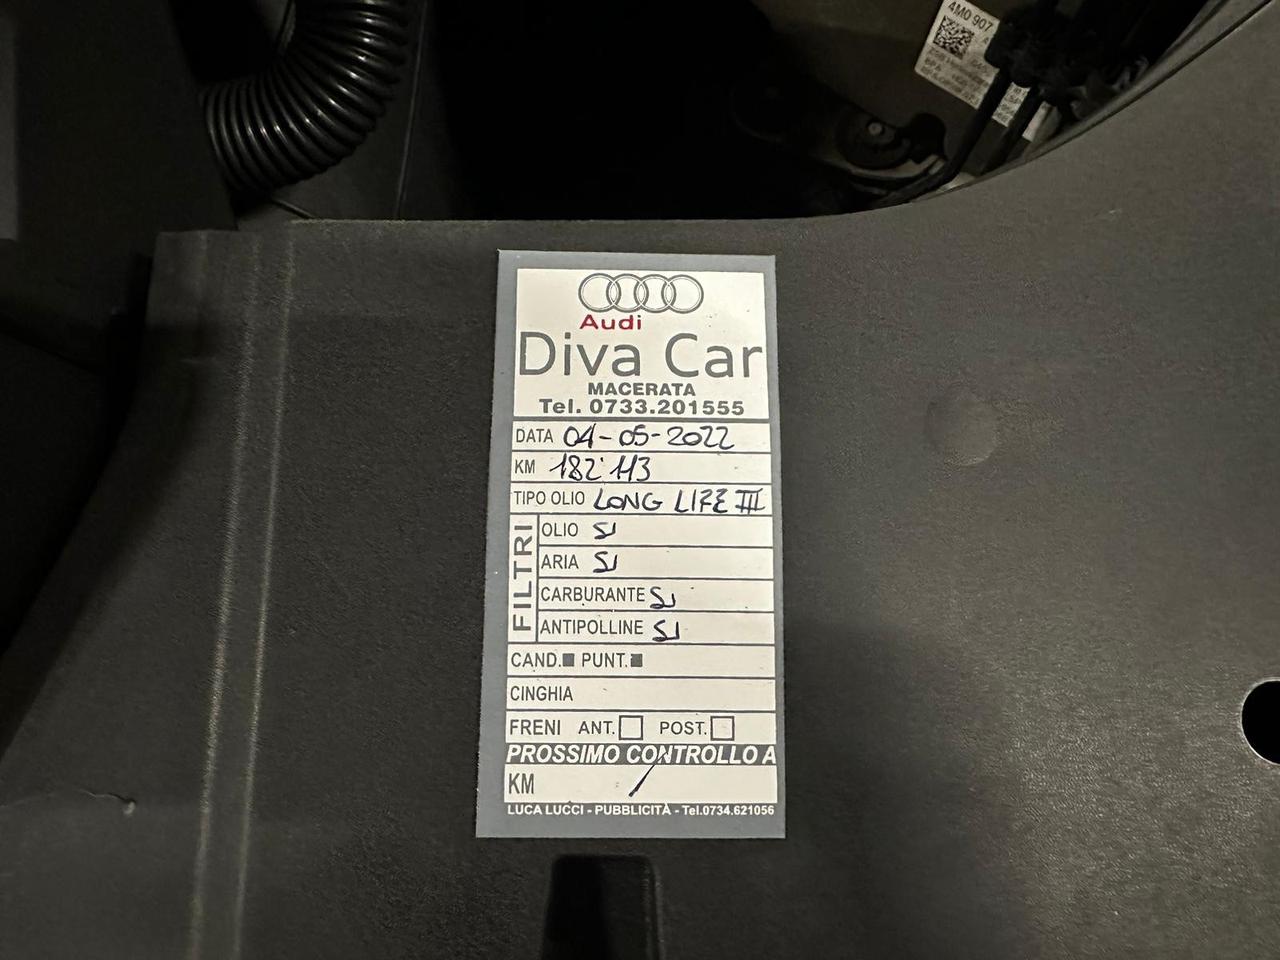 4M0 907
Audi
Diva Car
MACERATA
Tel. 0733.201555
DATA 04-05-2022
KM 182'113
TIPO OLIO LONG LIFE III
FILTRI
OLIO SI
ARIA SI
CARBURANTE SI
ANTIPOLLINE SI
CAND. PUNT.
CINGHIA
FRENI ANT. POST.
PROSSIMO CONTROLLO A
KM /
LUCA LUCCI - PUBBLICITÀ - Tel.0734.621056